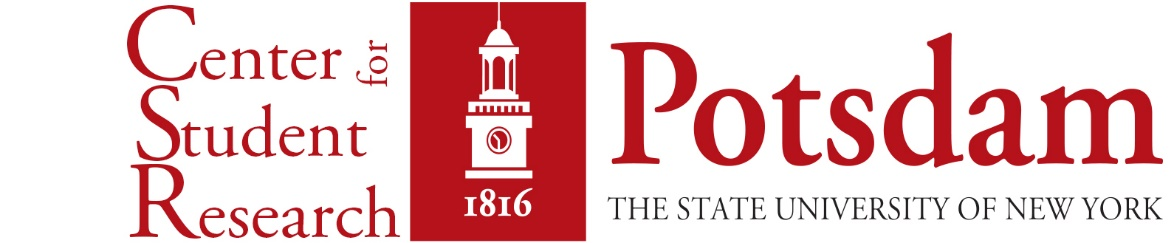 Center for
Student
Research
1816
Potsdam
THE STATE UNIVERSITY OF NEW YORK